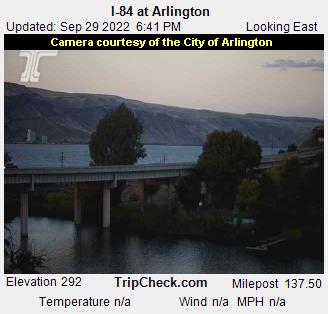 I-84 at Arlington
Updated: Sep 29 2022 6:41 PM Looking East
Camera courtesy of the City of Arlington
Elevation 292 TripCheck.com Milepost 137.50
Temperature n/a Wind n/a MPH n/a